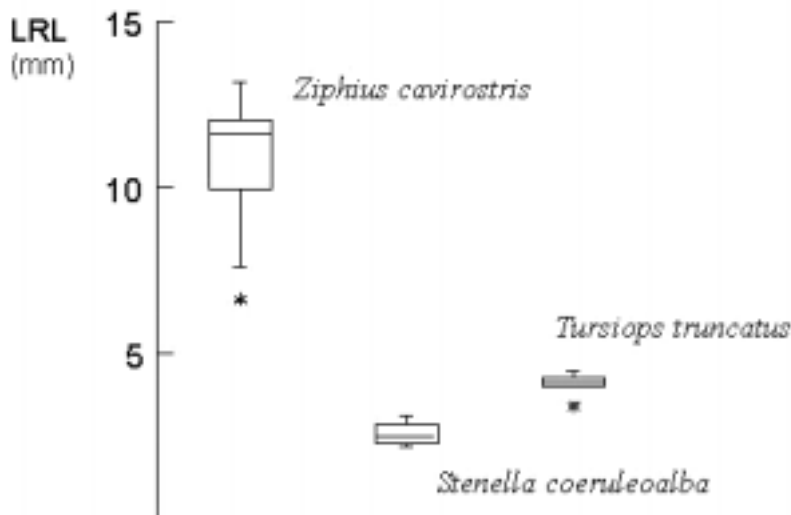 LRL
(mm)
15
Ziphius cavirostris
10
Tursiops truncatus
5
Stenella coeruleoalba